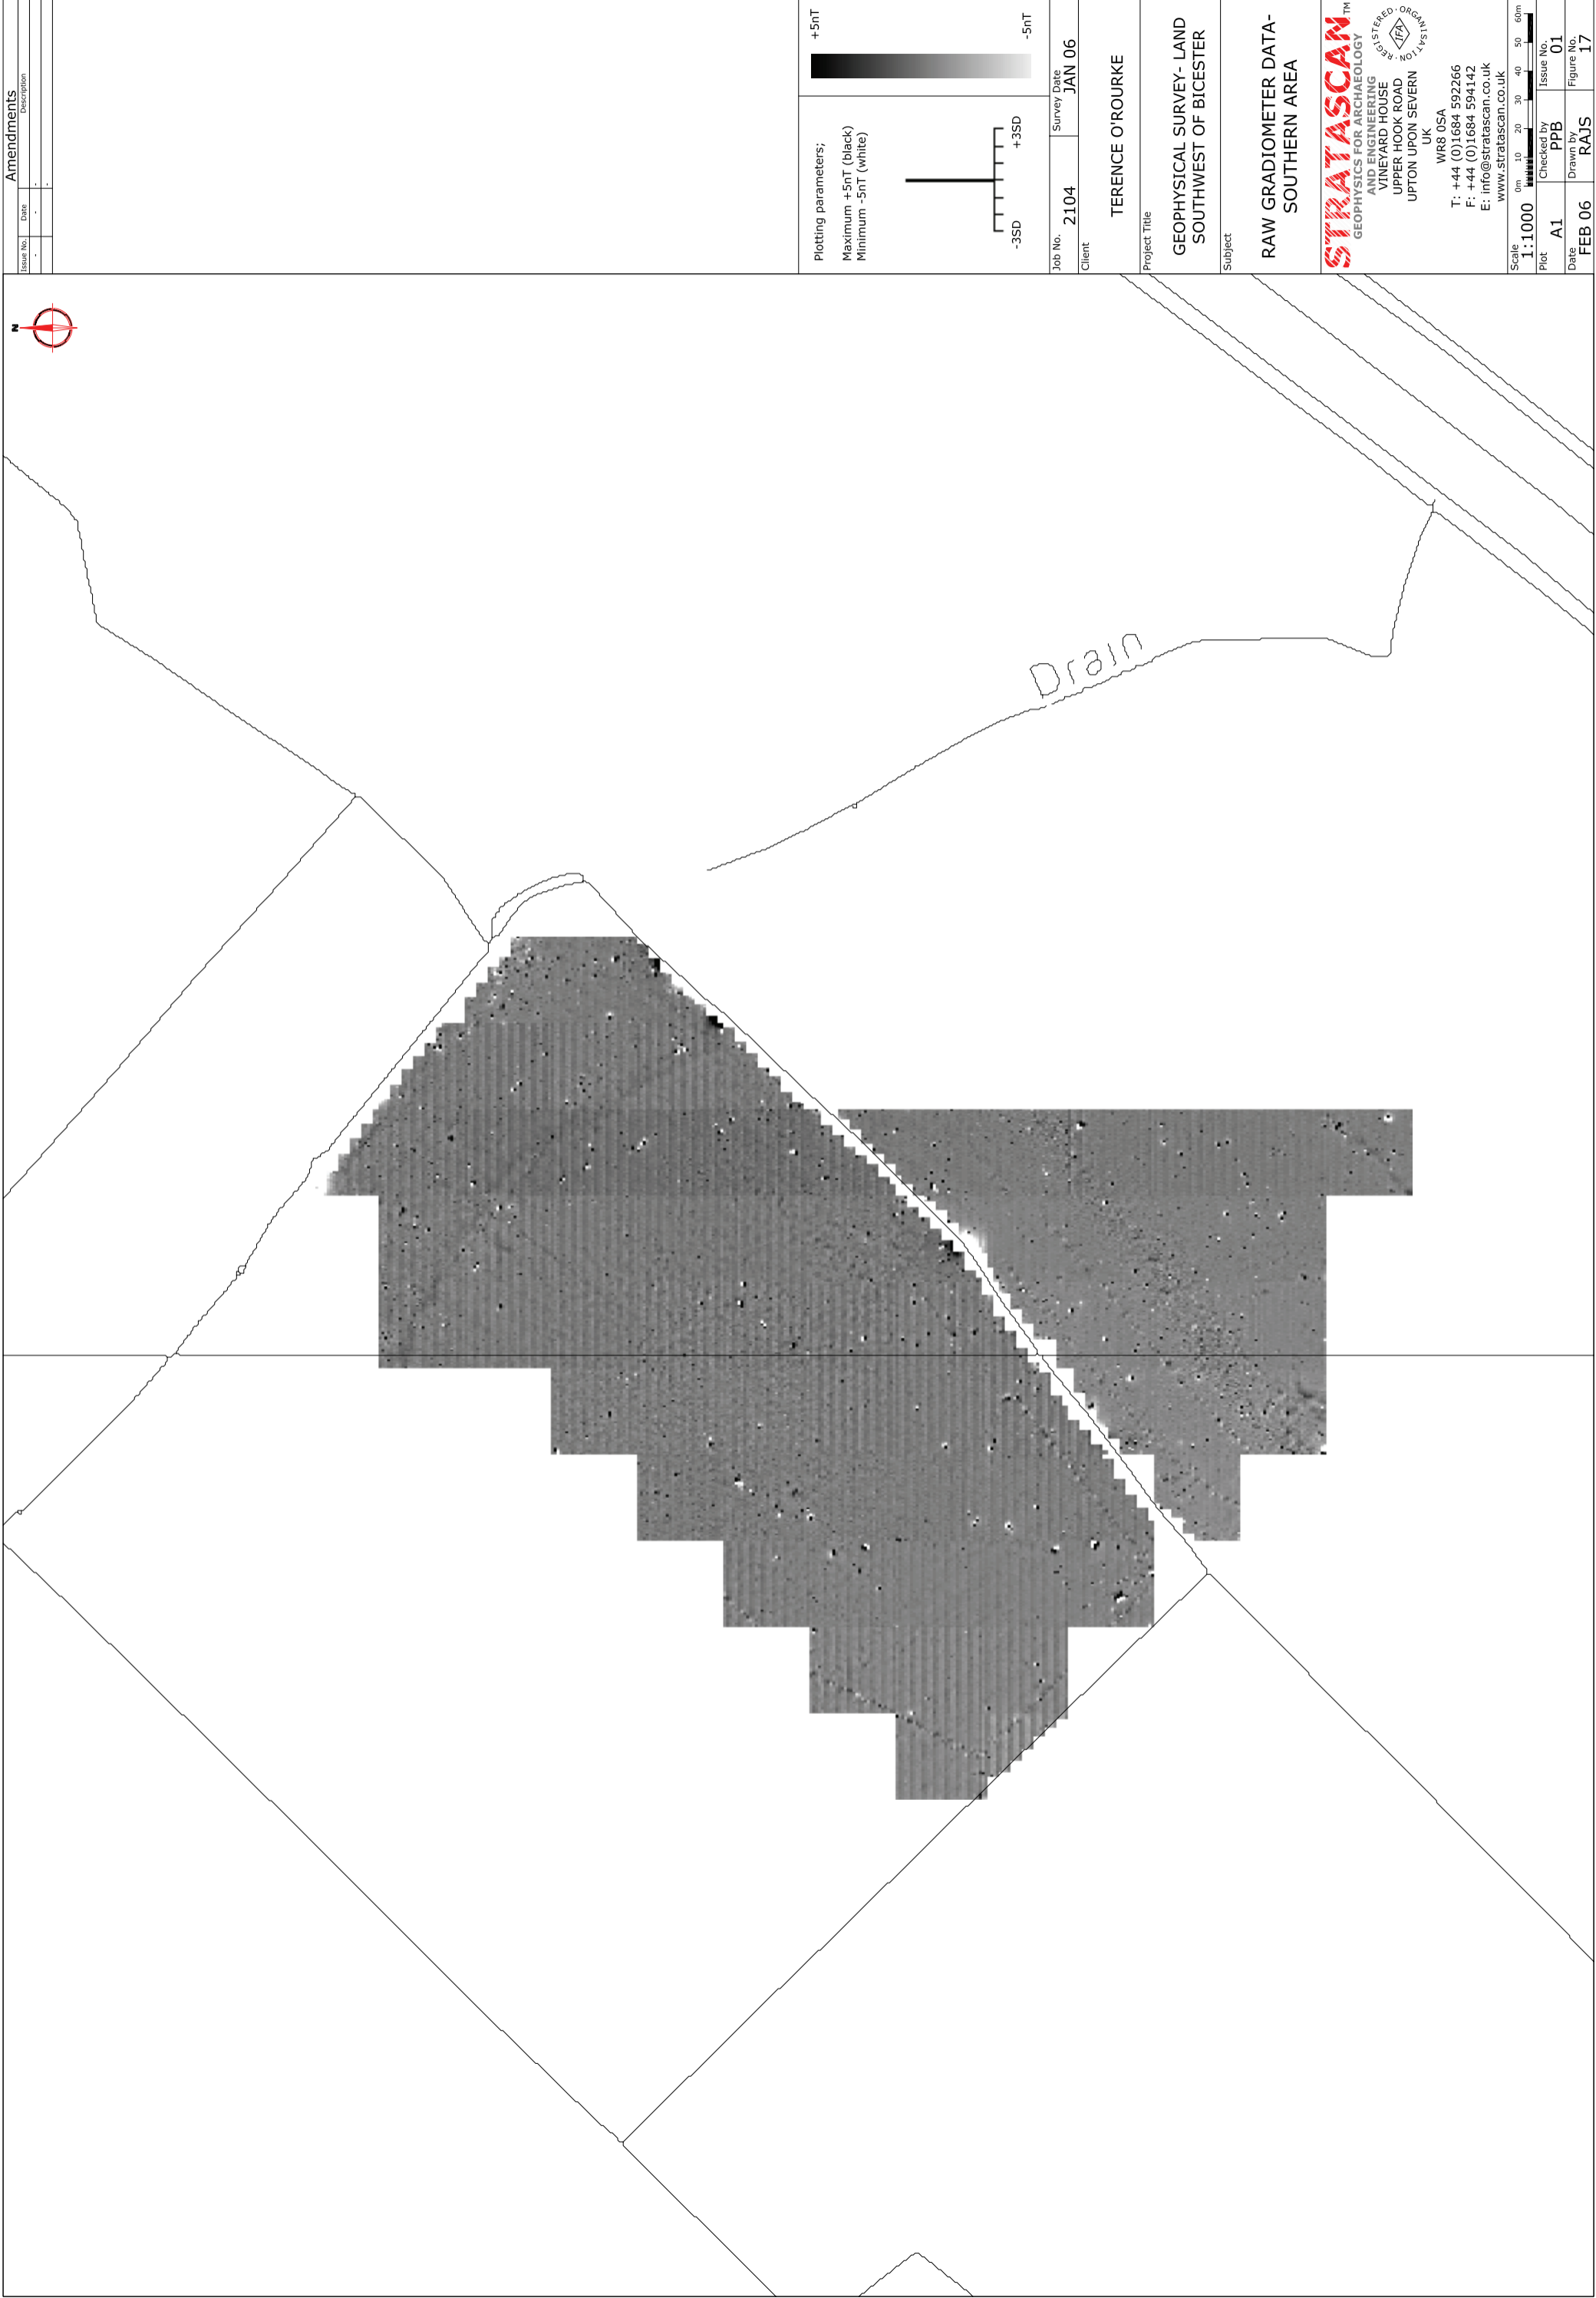 Amendments
Issue No. Date Description
- - -
-
Plotting parameters;
Maximum +5nT (black)
Minimum -5nT (white)
+5nT
-5nT
-3SD +3SD
Job No. 2104
Survey Date JAN 06
Client
TERENCE O'ROURKE
Project Title
GEOPHYSICAL SURVEY- LAND
SOUTHWEST OF BICESTER
Subject
RAW GRADIOMETER DATA-
SOUTHERN AREA
STRATASCAN TM
GEOPHYSICS FOR ARCHAEOLOGY
AND ENGINEERING
REGISTERED·ORGANISATION·
IFA
VINEYARD HOUSE
UPPER HOOK ROAD
UPTON UPON SEVERN
UK
WR8 0SA
T: +44 (0)1684 592266
F: +44 (0)1684 594142
E: info@stratascan.co.uk
www.stratascan.co.uk
Scale
1:1000
0m 10 20 30 40 50 60m
Plot A1
Checked by PPB
Issue No. 01
Date FEB 06
Drawn by RAJS
Figure No. 17
N
Drain